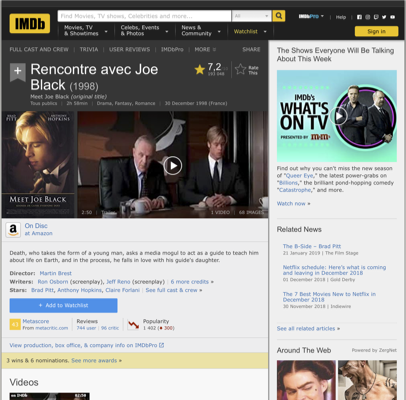 IMDb
Find Movies, TV shows, Celebrities and more...
All
Movies, TV & Showtimes
Celebs, Events & Photos
News & Community
Watchlist
IMDbPro
Help
Sign in
FULL CAST AND CREW | TRIVIA | USER REVIEWS | IMDbPro | MORE
SHARE
Rencontre avec Joe Black (1998)
Meet Joe Black (original title)
Tous publics | 2h 58min | Drama, Fantasy, Romance | 30 December 1998 (France)
7,2
Rate This
BRAD PITT
ANTHONY HOPKINS
MEET JOE BLACK
2:50 | Trailer
1 VIDEO | 68 IMAGES
On Disc
at Amazon
Death, who takes the form of a young man, asks a media mogul to act as a guide to teach him about life on Earth, and in the process, he falls in love with his guide's daughter.
Director: Martin Brest
Writers: Ron Osborn (screenplay), Jeff Reno (screenplay) | 6 more credits »
Stars: Brad Pitt, Anthony Hopkins, Claire Forlani | See full cast & crew »
+ Add to Watchlist
Metascore
From metacritic.com
Reviews
744 user | 96 critic
Popularity
View production, box office, & company info on IMDbPro
3 wins & 6 nominations. See more awards »
Videos
The Shows Everyone Will Be Talking About This Week
IMDb's
WHAT'S ON TV
PRESENTED BY
Find out why you can't miss the new season of "Queer Eye," the latest power-grabs on "Billions," the brilliant pond-hopping comedy "Catastrophe," and more.
Watch now »
Related News
The B-Side – Brad Pitt
21 January 2019 | The Film Stage
Netflix schedule: Here's what is coming and leaving in December 2018
01 December 2018 | Gold Derby
The 7 Best Movies New to Netflix in December 2018
30 November 2018 | Indiewire
See all related articles »
Around The Web
Powered by ZergNet